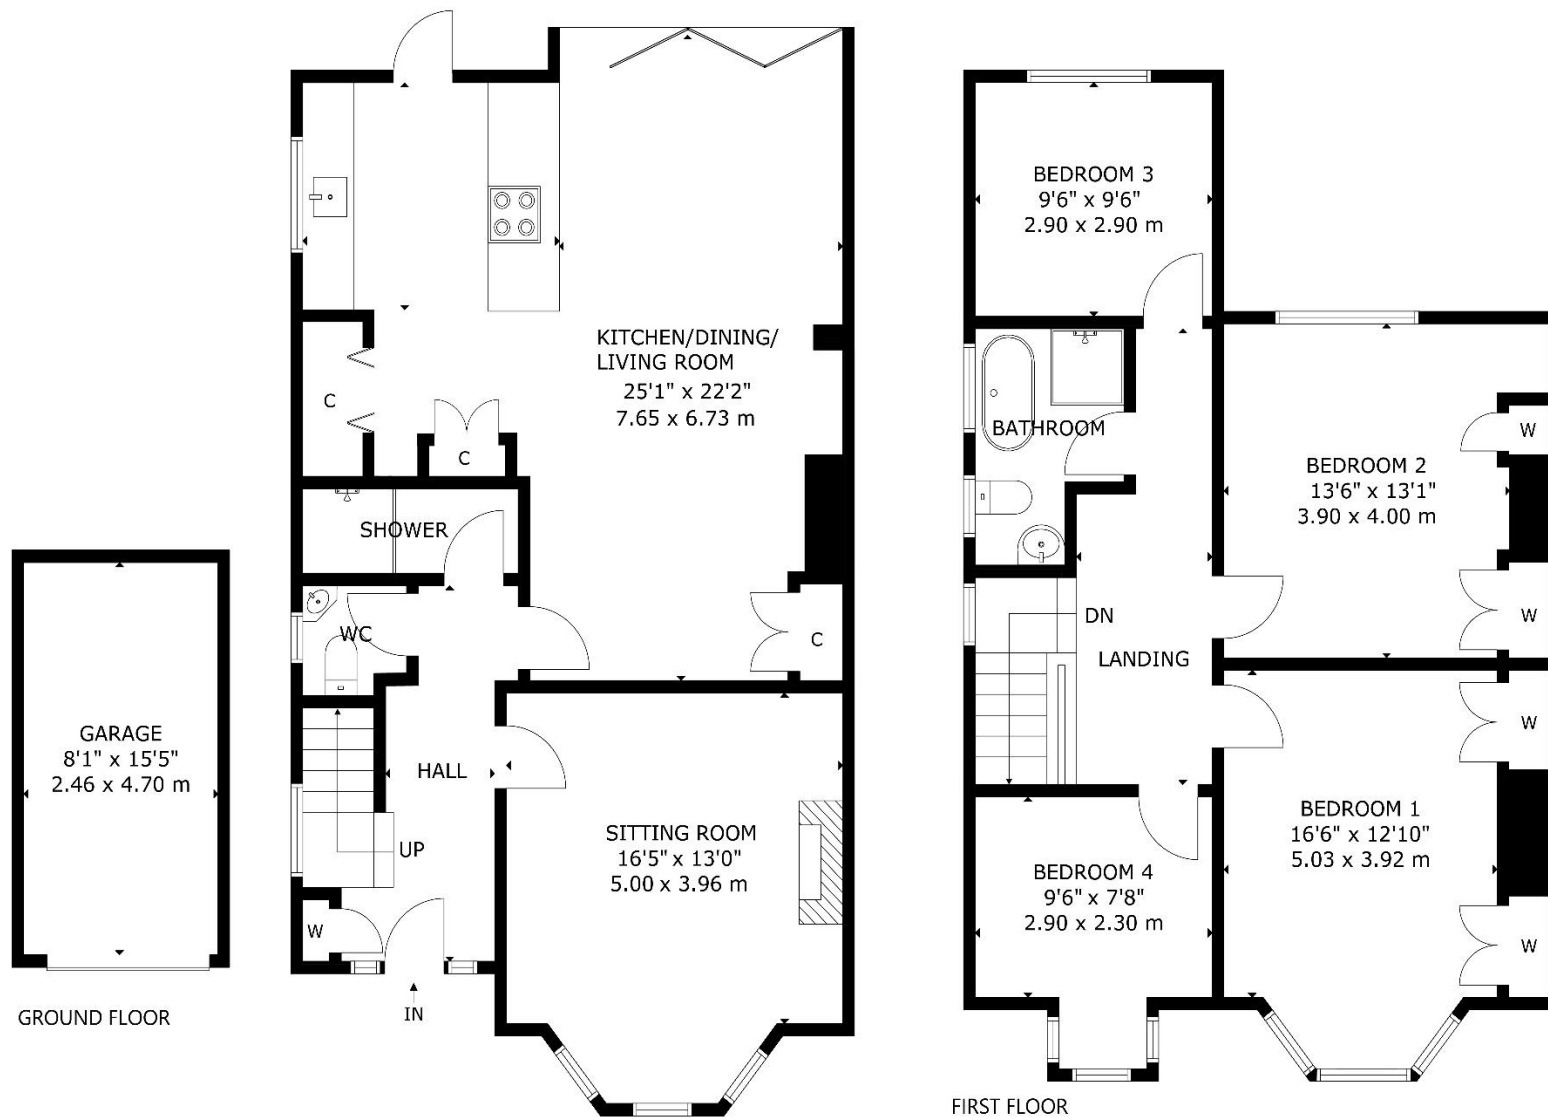 GARAGE
8'1" x 15'5"
2.46 x 4.70 m
GROUND FLOOR
KITCHEN/DINING/
LIVING ROOM
25'1" x 22'2"
7.65 x 6.73 m
C
C
SHOWER
WC
C
HALL
UP
W
IN
SITTING ROOM
16'5" x 13'0"
5.00 x 3.96 m
BEDROOM 3
9'6" x 9'6"
2.90 x 2.90 m
BATHROOM
BEDROOM 2
13'6" x 13'1"
3.90 x 4.00 m
W
W
DN
LANDING
W
BEDROOM 1
16'6" x 12'10"
5.03 x 3.92 m
W
BEDROOM 4
9'6" x 7'8"
2.90 x 2.30 m
FIRST FLOOR